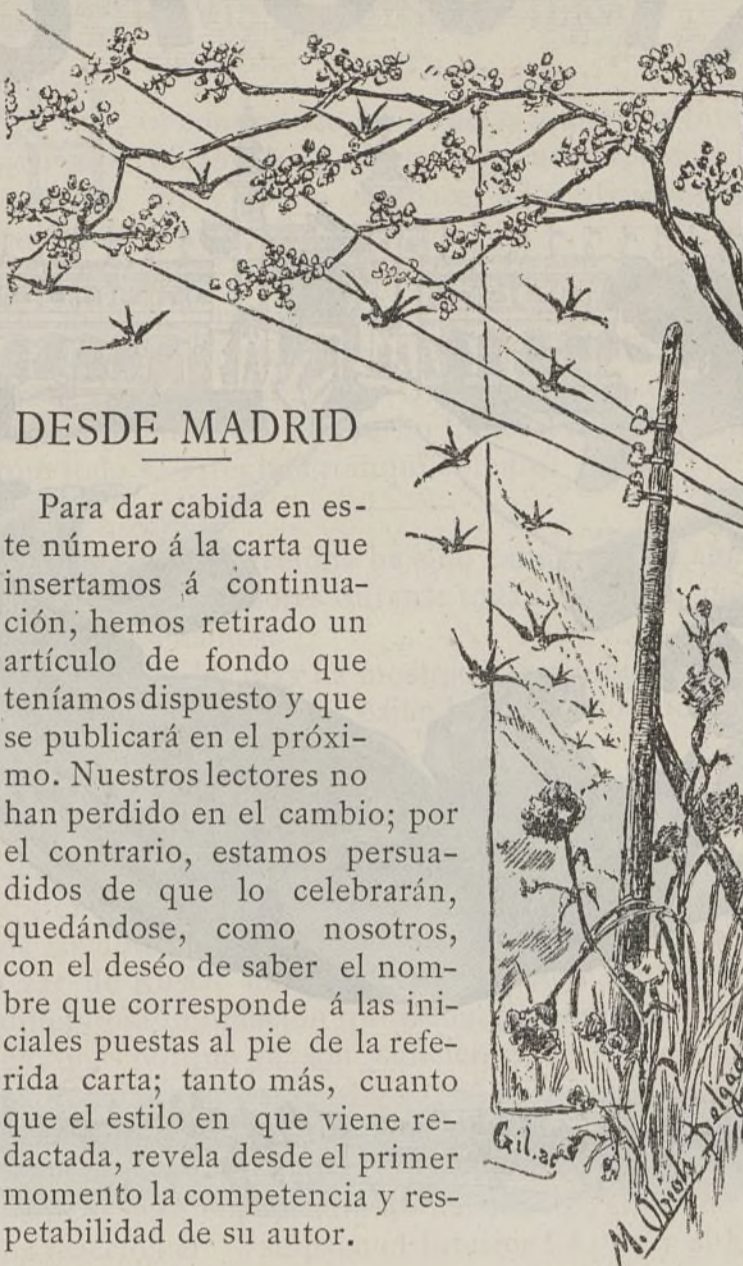 DESDE MADRID
Para dar cabida en es-
te número á la carta que
insertamos á continua-
ción, hemos retirado un
artículo de fondo que
teníamos dispuesto y que
se publicará en el próxi-
mo. Nuestros lectores no
han perdido en el cambio; por
el contrario, estamos persua-
didos de que lo celebrarán,
quedándose, como nosotros,
con el deséo de saber el nom-
bre que corresponde á las ini-
ciales puestas al pie de la refe-
rida carta; tanto más, cuanto
que el estilo en que viene re-
dactada, revela desde el primer
momento la competencia y res-
petabilidad de su autor.
M. Obiols Delgado